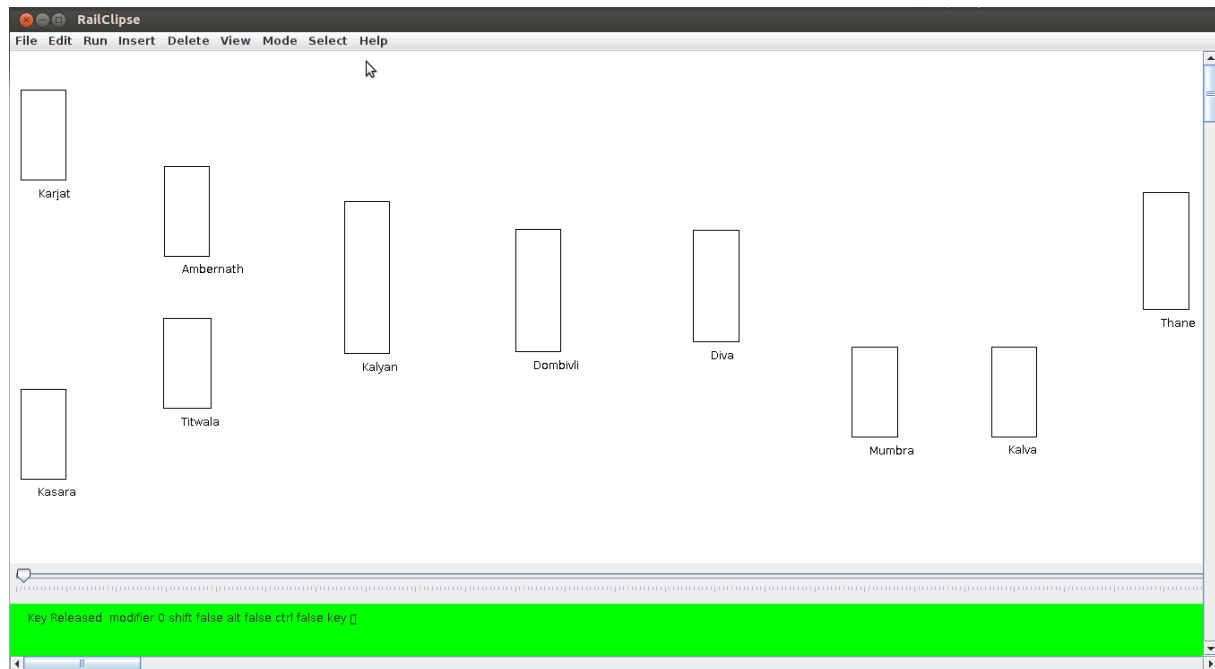 RailClipse
File Edit Run Insert Delete View Mode Select Help
Karjat
Ambernath
Thane
Diva
Dombivli
Kalyan
Titwala
Mumbra
Kalva
Kasara
Key Released modifier 0 shift false alt false ctrl false key []